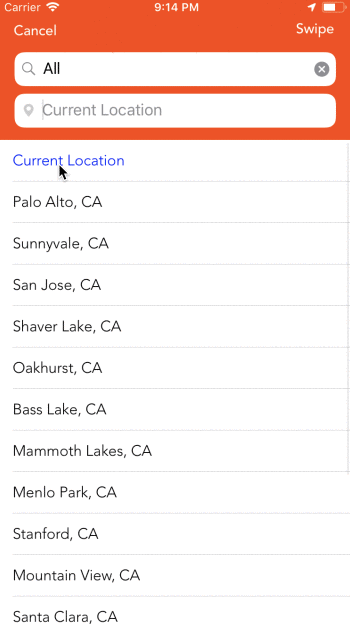 Carrier 9:14 PM
Cancel Swipe
All
Current Location
Current Location
Palo Alto, CA
Sunnyvale, CA
San Jose, CA
Shaver Lake, CA
Oakhurst, CA
Bass Lake, CA
Mammoth Lakes, CA
Menlo Park, CA
Stanford, CA
Mountain View, CA
Santa Clara, CA